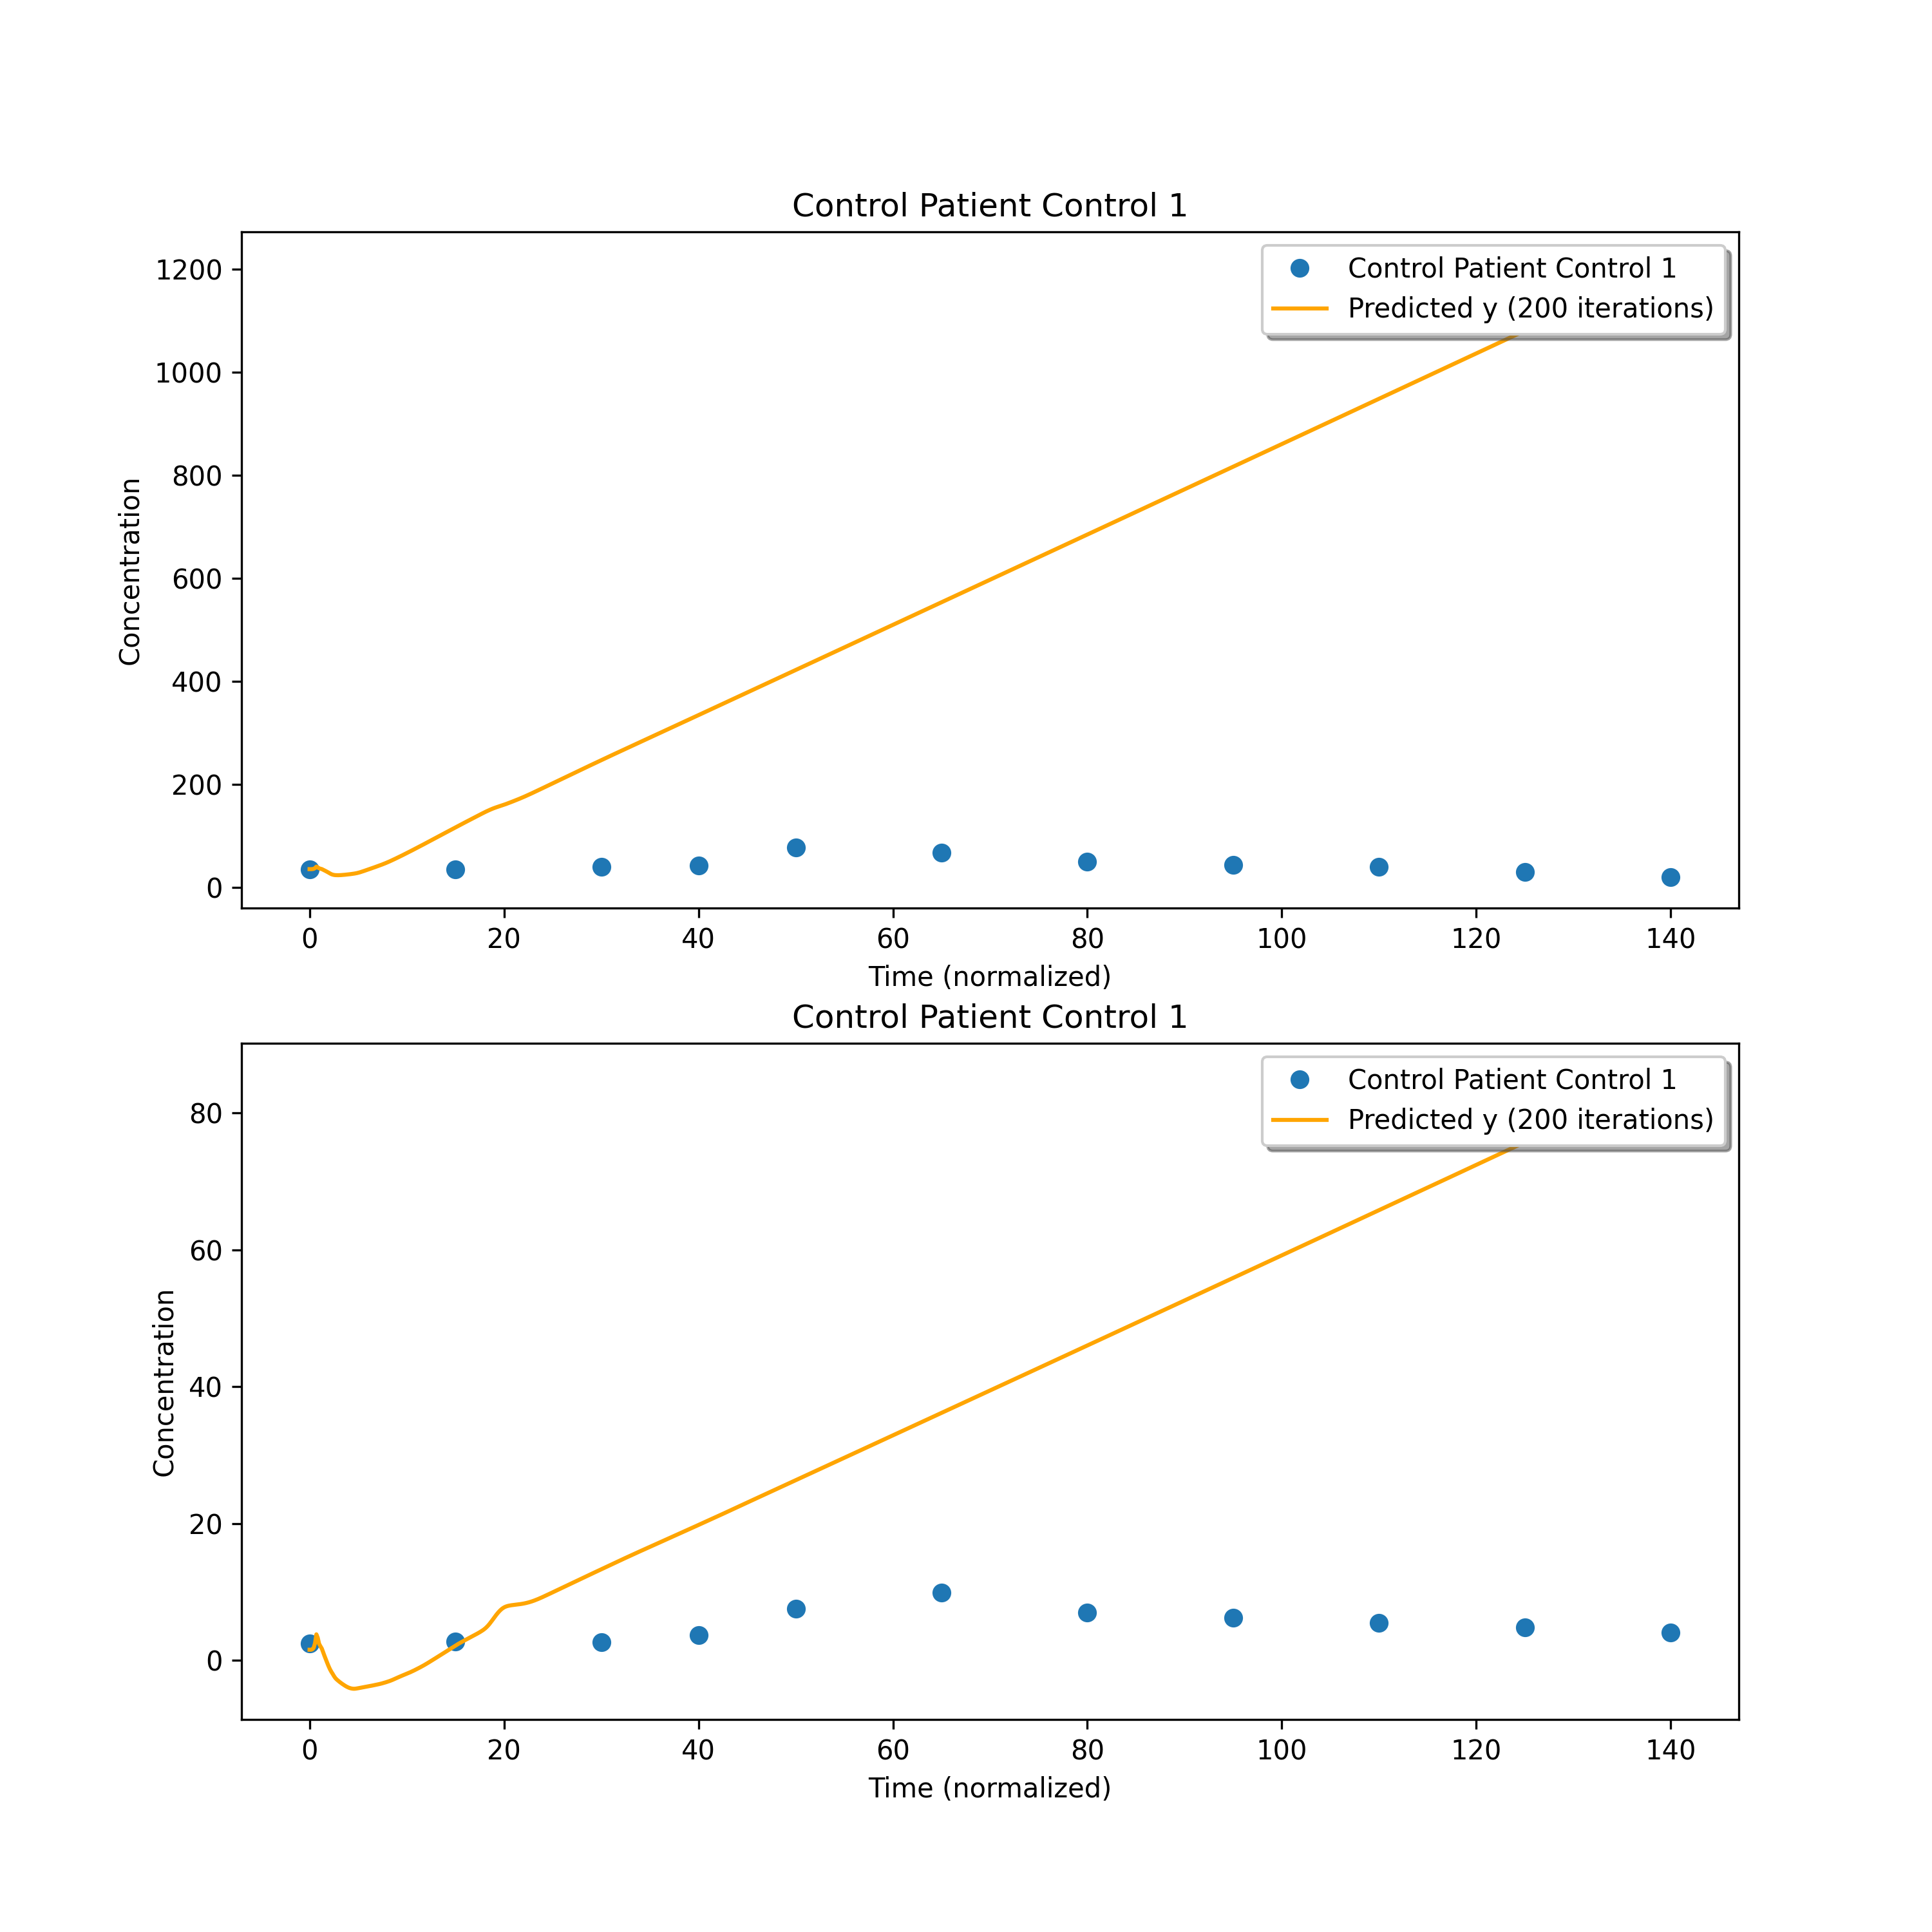 Control Patient Control 1
1200
1000
800
600
400
200
0
Concentration
Control Patient Control 1
Predicted y (200 iterations)
0 20 40 60 80 100 120 140
Time (normalized)
Control Patient Control 1
80
60
40
20
0
Concentration
Control Patient Control 1
Predicted y (200 iterations)
0 20 40 60 80 100 120 140
Time (normalized)